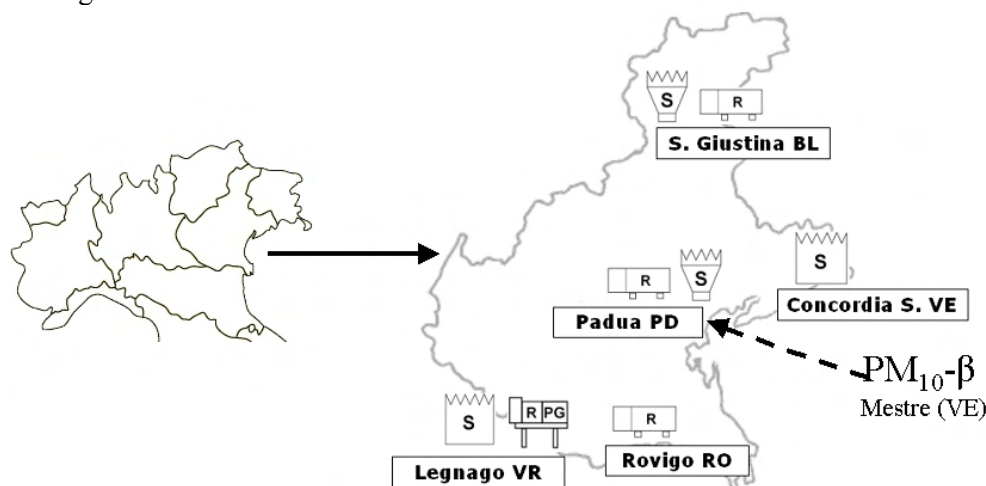 S
R
S. Giustina BL
S
Concordia S. VE
R
S
Padua PD
PM10-β
Mestre (VE)
S
R PG
Legnago VR
R
Rovigo RO